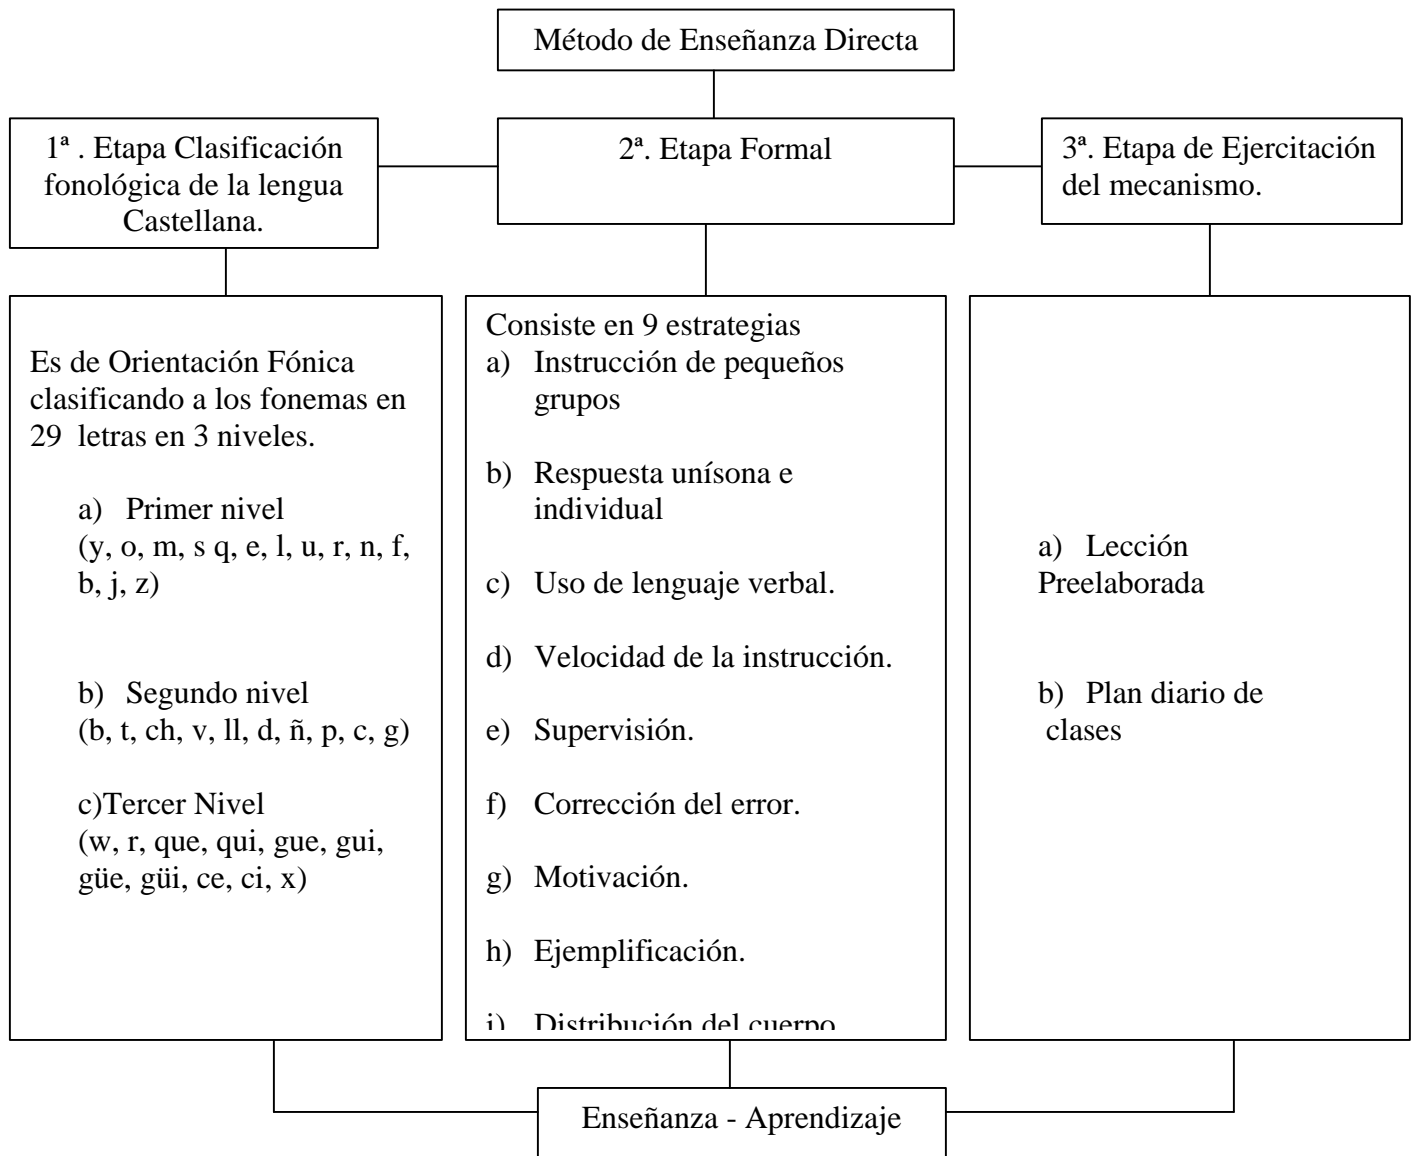 Método de Enseñanza Directa
1ª . Etapa Clasificación
fonológica de la lengua
Castellana.
2ª. Etapa Formal
3ª. Etapa de Ejercitación
del mecanismo.
Es de Orientación Fónica
clasificando a los fonemas en
29 letras en 3 niveles.
a) Primer nivel
(y, o, m, s q, e, l, u, r, n, f,
b, j, z)
b) Segundo nivel
(b, t, ch, v, ll, d, ñ, p, c, g)
c)Tercer Nivel
(w, r, que, qui, gue, gui,
güe, güi, ce, ci, x)
Consiste en 9 estrategias
a) Instrucción de pequeños
grupos
b) Respuesta unísona e
individual
c) Uso de lenguaje verbal.
d) Velocidad de la instrucción.
e) Supervisión.
f) Corrección del error.
g) Motivación.
h) Ejemplificación.
i) Distribución del cuerpo
a) Lección
Preelaborada
b) Plan diario de
clases
Enseñanza - Aprendizaje